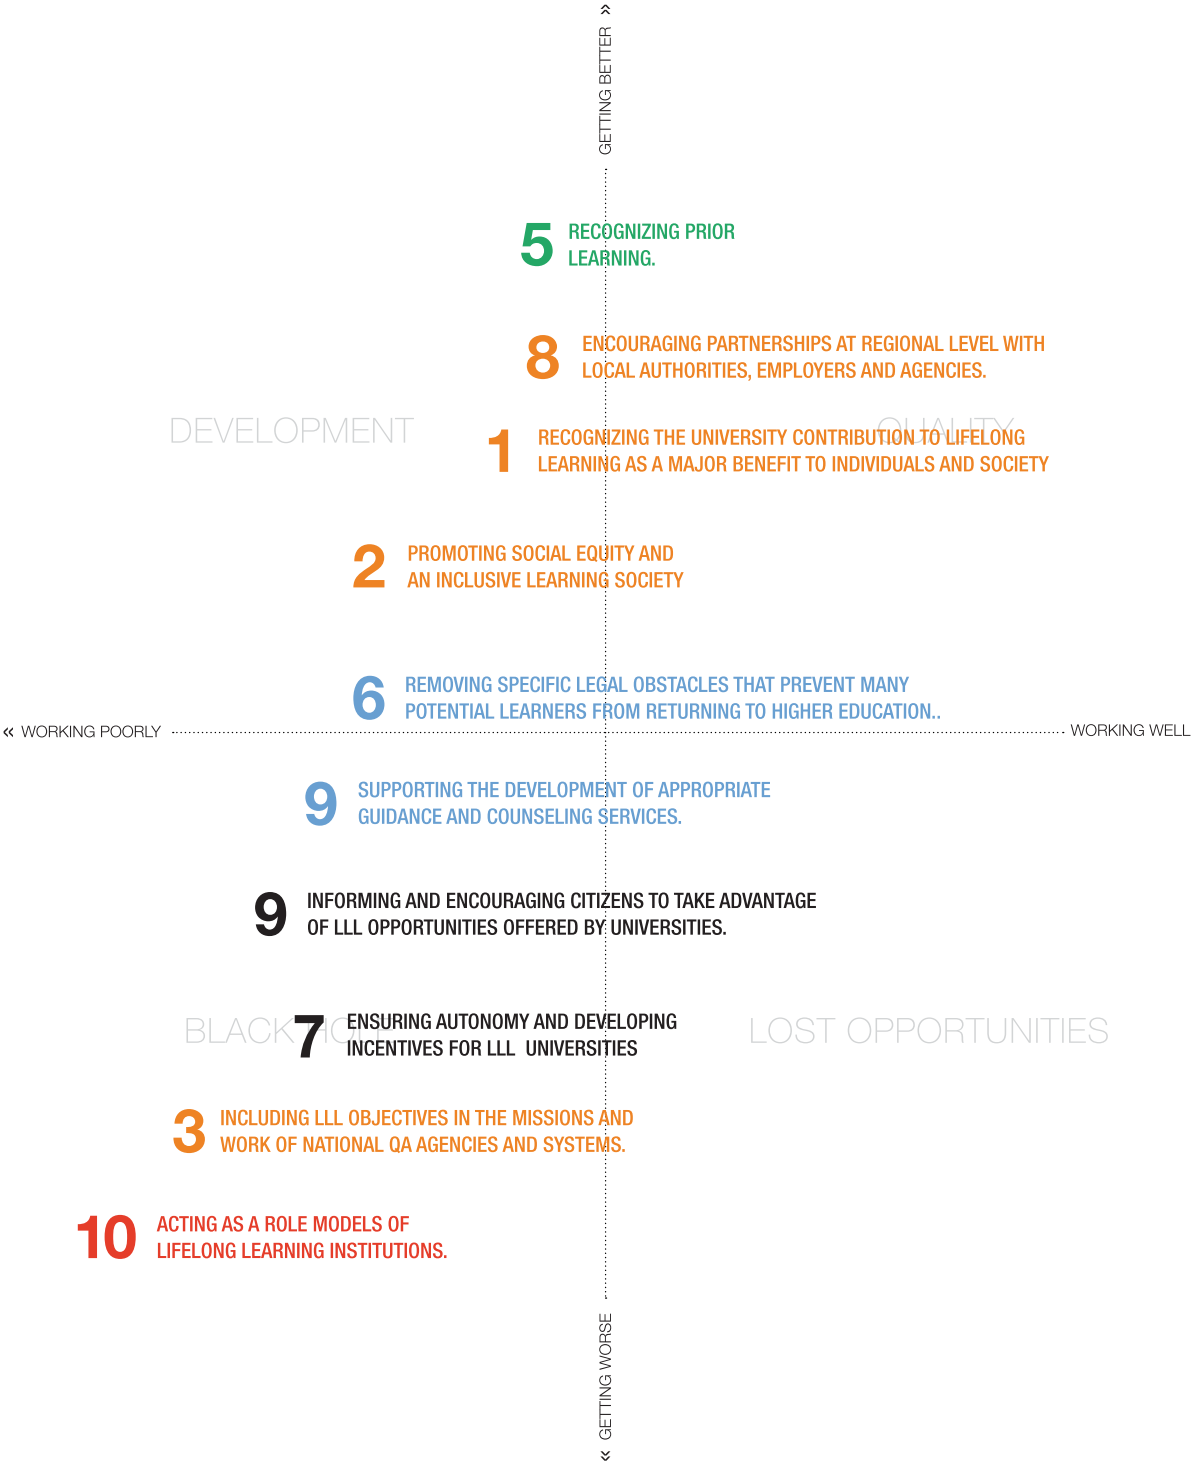 «
GETTING BETTER
5 RECOGNIZING PRIOR
LEARNING.
8 ENCOURAGING PARTNERSHIPS AT REGIONAL LEVEL WITH
LOCAL AUTHORITIES, EMPLOYERS AND AGENCIES.
DEVELOPMENT
QUALITY
1 RECOGNIZING THE UNIVERSITY CONTRIBUTION TO LIFELONG
LEARNING AS A MAJOR BENEFIT TO INDIVIDUALS AND SOCIETY
2 PROMOTING SOCIAL EQUITY AND
AN INCLUSIVE LEARNING SOCIETY
6 REMOVING SPECIFIC LEGAL OBSTACLES THAT PREVENT MANY
POTENTIAL LEARNERS FROM RETURNING TO HIGHER EDUCATION..
« WORKING POORLY
WORKING WELL
9 SUPPORTING THE DEVELOPMENT OF APPROPRIATE
GUIDANCE AND COUNSELING SERVICES.
9 INFORMING AND ENCOURAGING CITIZENS TO TAKE ADVANTAGE
OF LLL OPPORTUNITIES OFFERED BY UNIVERSITIES.
BLACK HOLE
LOST OPPORTUNITIES
7 ENSURING AUTONOMY AND DEVELOPING
INCENTIVES FOR LLL UNIVERSITIES
3 INCLUDING LLL OBJECTIVES IN THE MISSIONS AND
WORK OF NATIONAL QA AGENCIES AND SYSTEMS.
10 ACTING AS A ROLE MODELS OF
LIFELONG LEARNING INSTITUTIONS.
« GETTING WORSE